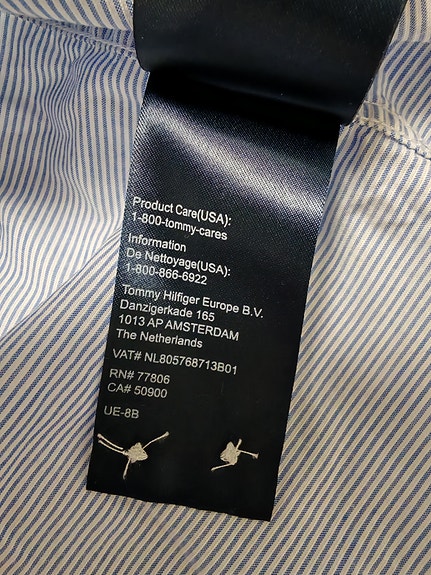 Product Care(USA):
1-800-tommy-cares
Information
De Nettoyage(USA):
1-800-866-6922
Tommy Hilfiger Europe B.V.
Danzigerkade 165
1013 AP AMSTERDAM
The Netherlands
VAT# NL805768713B01
RN# 77806
CA# 50900
UE-8B